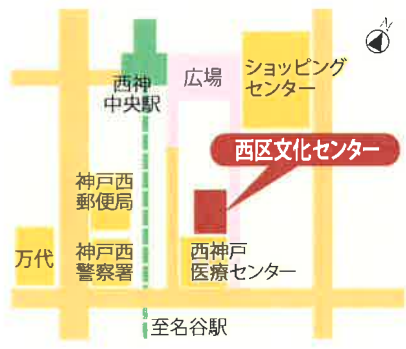 N
西神
中央駅
広場
ショッピング
センター
西区文化センター
神戸西
郵便局
万代
神戸西
警察署
西神戸
医療センター
至名谷駅